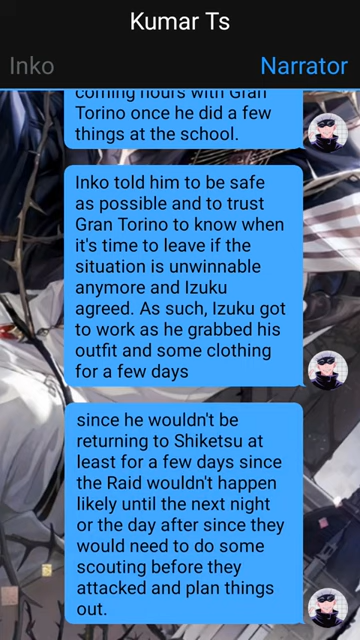 Kumar Ts
Inko
Narrator
coming hours with Gran
Torino once he did a few
things at the school.
Inko told him to be safe
as possible and to trust
Gran Torino to know when
it's time to leave if the
situation is unwinnable
anymore and Izuku
agreed. As such, Izuku got
to work as he grabbed his
outfit and some clothing
for a few days
since he wouldn't be
returning to Shiketsu at
least for a few days since
the Raid wouldn't happen
likely until the next night
or the day after since they
would need to do some
scouting before they
attacked and plan things
out.